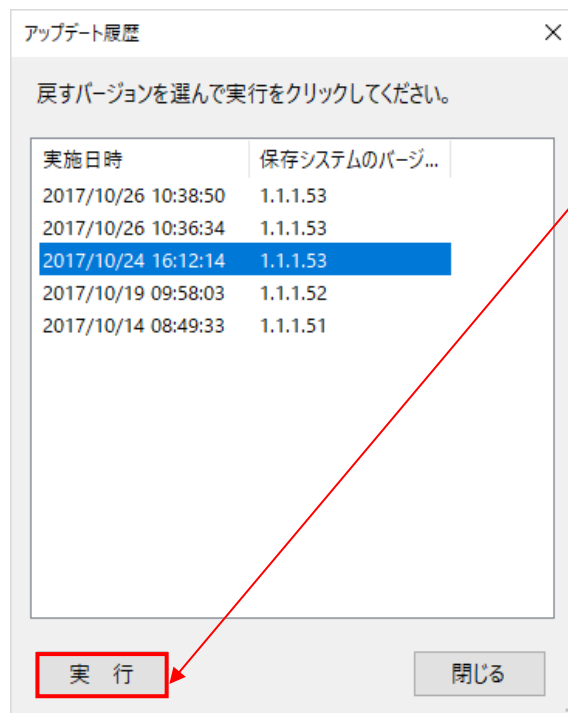 アップデート履歴
戻すバージョンを選んで実行をクリックしてください。
実施日時 保存システムのバージ...
2017/10/26 10:38:50 1.1.1.53
2017/10/26 10:36:34 1.1.1.53
2017/10/24 16:12:14 1.1.1.53
2017/10/19 09:58:03 1.1.1.52
2017/10/14 08:49:33 1.1.1.51
実 行 閉じる